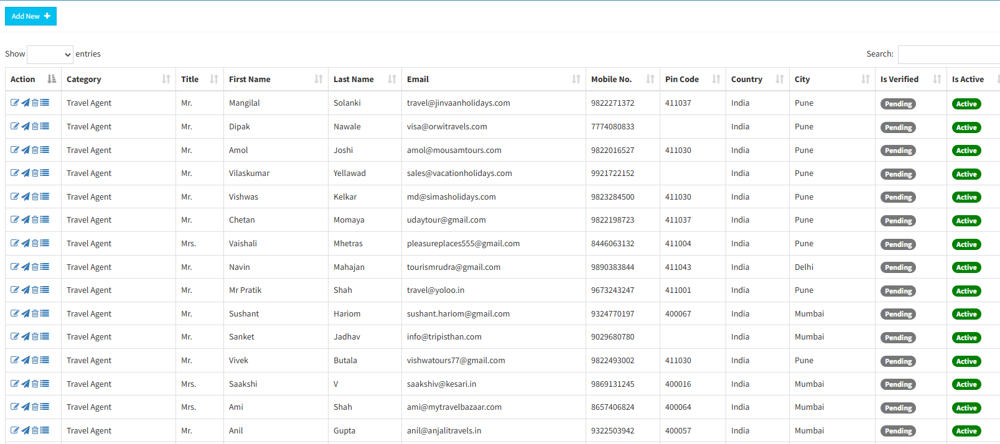 Add New
Show entries Search:
Action Category Title First Name Last Name Email Mobile No. Pin Code Country City Is Verified Is Active
Travel Agent Mr. Mangilal Solanki travel@jinvaanholidays.com 9822271372 411037 India Pune Pending Active
Travel Agent Mr. Dipak Nawale visa@orwitravels.com 7774080833 India Pune Pending Active
Travel Agent Mr. Amol Joshi amol@mousamtours.com 9822016527 411030 India Pune Pending Active
Travel Agent Mr. Vilaskumar Yellawad sales@vacationholidays.com 9921722152 India Pune Pending Active
Travel Agent Mr. Vishwas Kelkar md@simasholidays.com 9823284500 411030 India Pune Pending Active
Travel Agent Mr. Chetan Momaya udaytour@gmail.com 9822198723 411037 India Pune Pending Active
Travel Agent Mrs. Vaishali Mhetras pleasureplaces555@gmail.com 8446063132 411004 India Pune Pending Active
Travel Agent Mr. Navin Mahajan tourismrudra@gmail.com 9890383844 411043 India Delhi Pending Active
Travel Agent Mr. Mr Pratik Shah travel@yoloo.in 9673243247 411001 India Pune Pending Active
Travel Agent Mr. Sushant Hariom sushant.hariom@gmail.com 9324770197 400067 India Mumbai Pending Active
Travel Agent Mr. Sanket Jadhav info@tripisthan.com 9029680780 India Mumbai Pending Active
Travel Agent Mr. Vivek Butala vishwatours77@gmail.com 9822493002 411030 India Pune Pending Active
Travel Agent Mrs. Saakshi V saakshiv@kesari.in 9869131245 400016 India Mumbai Pending Active
Travel Agent Mrs. Ami Shah ami@mytravelbazaar.com 8657406824 400064 India Mumbai Pending Active
Travel Agent Mr. Anil Gupta anil@anjalitravels.in 9322503942 400057 India Mumbai Pending Active